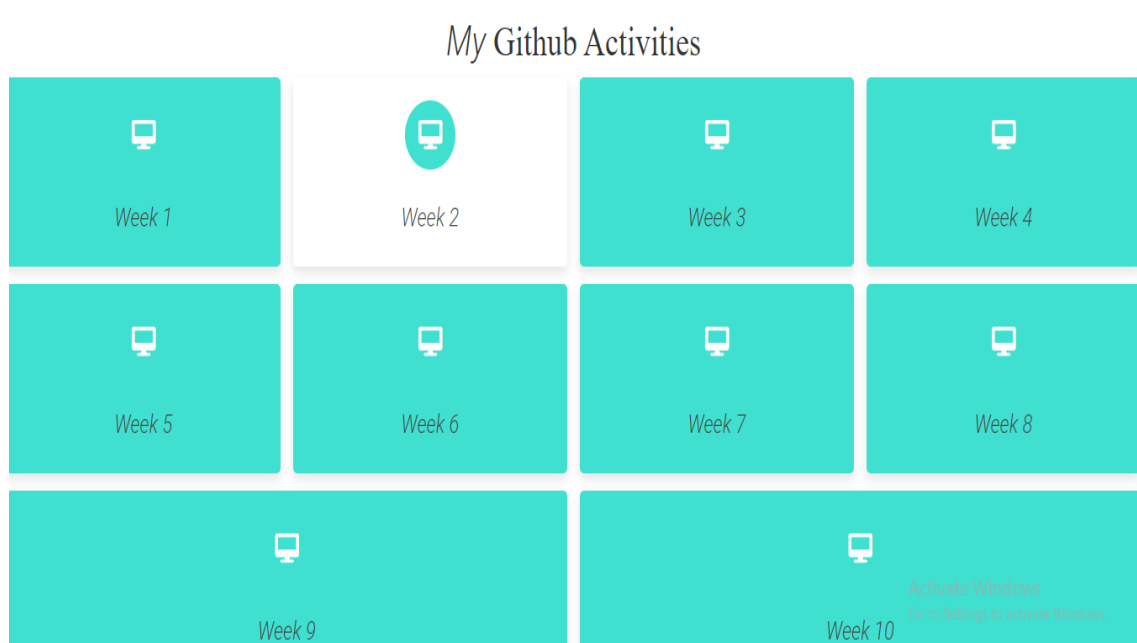 My Github Activities
Week 1
Week 2
Week 3
Week 4
Week 5
Week 6
Week 7
Week 8
Week 9
Week 10
Activate Windows
Go to Settings to activate Windows.